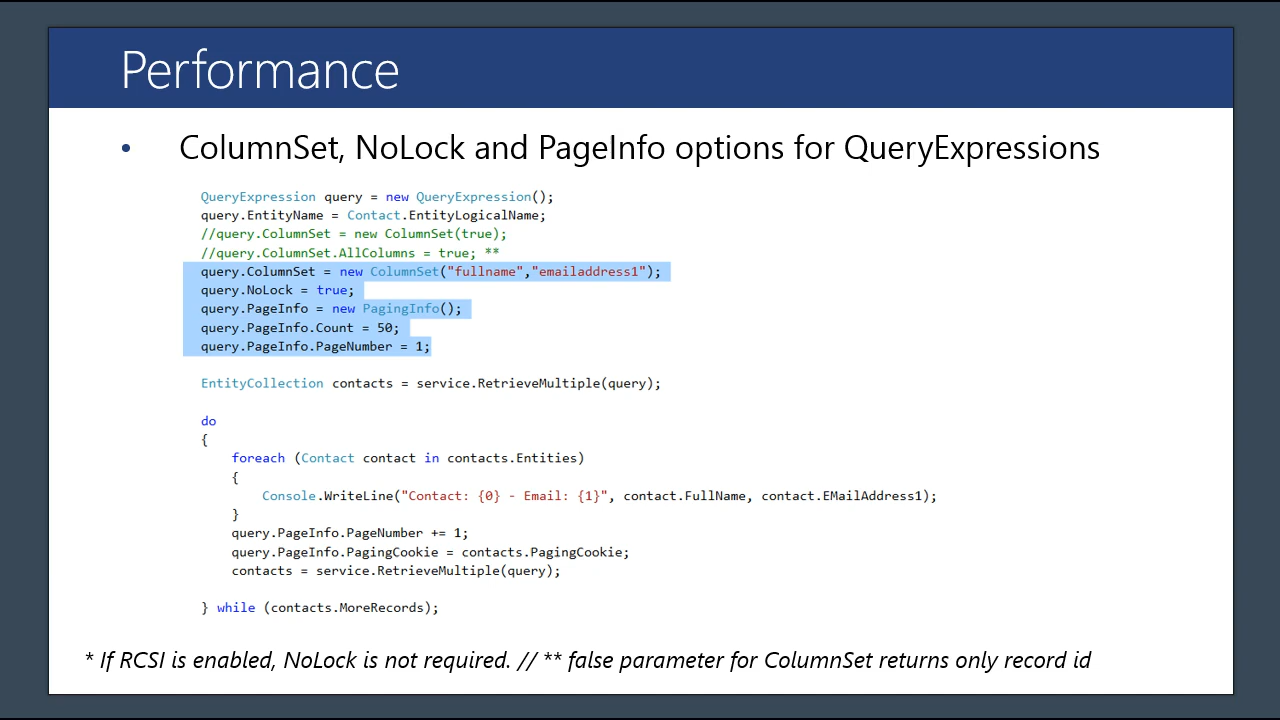 Performance
• ColumnSet, NoLock and PageInfo options for QueryExpressions
QueryExpression query = new QueryExpression();
query.EntityName = Contact.EntityLogicalName;
//query.ColumnSet = new ColumnSet(true);
//query.ColumnSet.AllColumns = true; **
query.ColumnSet = new ColumnSet("fullname","emailaddress1");
query.NoLock = true;
query.PageInfo = new PagingInfo();
query.PageInfo.Count = 50;
query.PageInfo.PageNumber = 1;
EntityCollection contacts = service.RetrieveMultiple(query);
do
{
foreach (Contact contact in contacts.Entities)
{
Console.WriteLine("Contact: {0} - Email: {1}", contact.FullName, contact.EMailAddress1);
}
query.PageInfo.PageNumber += 1;
query.PageInfo.PagingCookie = contacts.PagingCookie;
contacts = service.RetrieveMultiple(query);
} while (contacts.MoreRecords);
* If RCSI is enabled, NoLock is not required. // ** false parameter for ColumnSet returns only record id